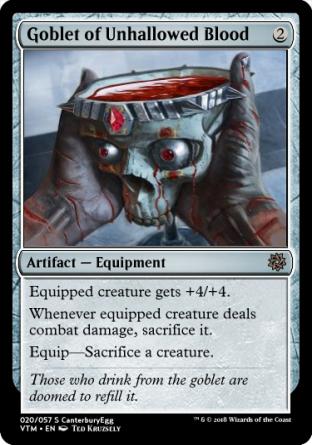 Goblet of Unhallowed Blood 2
Artifact — Equipment
Equipped creature gets +4/+4.
Whenever equipped creature deals
combat damage, sacrifice it.
Equip—Sacrifice a creature.
Those who drink from the goblet are
doomed to refill it.
020/057 S CanterburyEgg
VTM • EN Ted Kruzsely
™ & © 2018 Wizards of the Coast